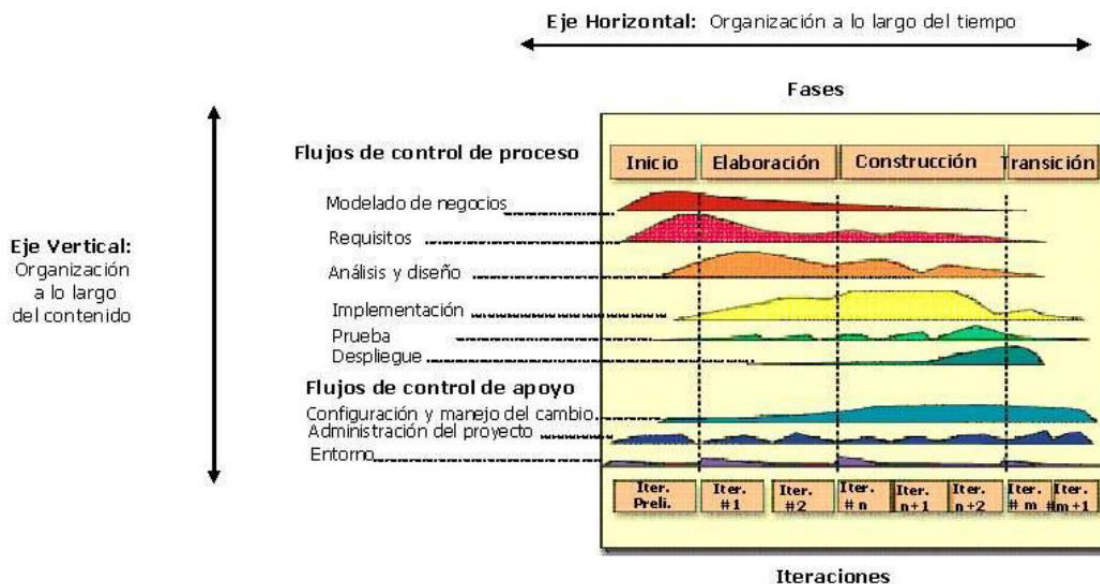 Eje Horizontal: Organización a lo largo del tiempo
Fases
Flujos de control de proceso
Inicio
Elaboración
Construcción
Transición
Modelado de negocios
Requisitos
Análisis y diseño
Implementación
Prueba
Despliegue
Eje Vertical:
Organización
a lo largo
del contenido
Flujos de control de apoyo
Configuración y manejo del cambio
Administración del proyecto
Entorno
Iter.
Preli.
Iter.
#1
Iter.
#2
Iter.
# n
Iter.
n+1
Iter.
n+2
Iter.
# m
Iter.
#m+1
Iteraciones